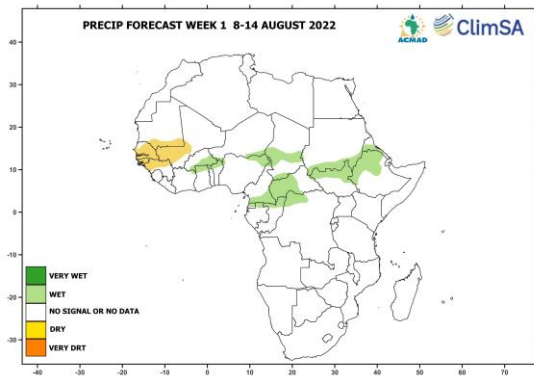 PRECIP FORECAST WEEK 1 8-14 AUGUST 2022
ACMAD
ClimSA
40
30
20
10
0
-10
-20
-30
VERY WET
WET
NO SIGNAL OR NO DATA
DRY
VERY DRT
-40 -30 -20 -10 0 10 20 30 40 50 60 70